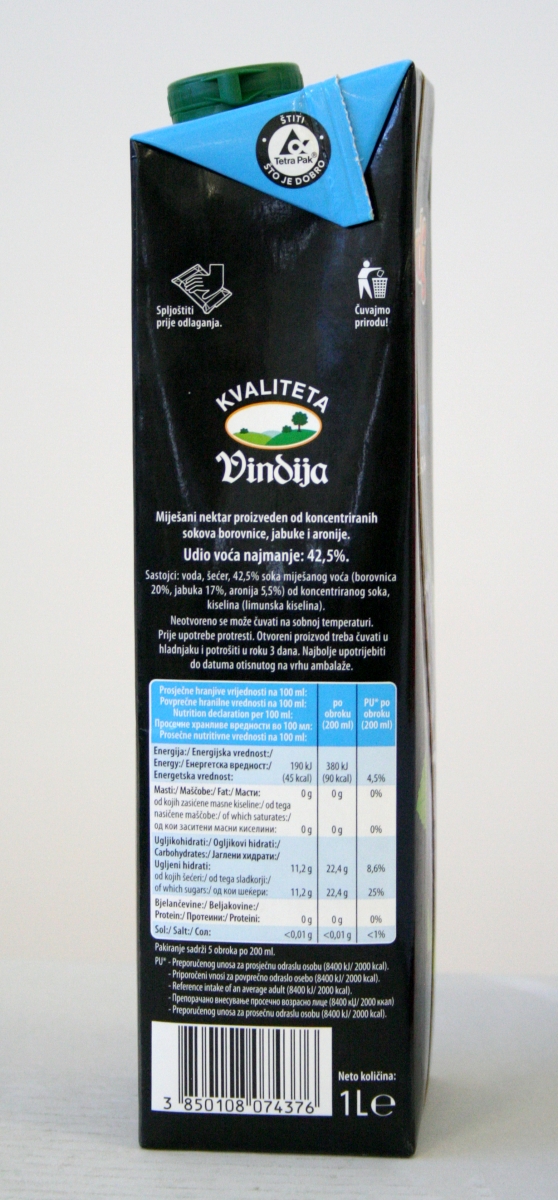 ŠTITI
Tetra Pak®
ŠTO JE DOBRO
Spljoštiti
prije odlaganja.
Čuvajmo
prirodu!
KVALITETA
Vindija
Miješani nektar proizveden od koncentriranih
sokova borovnice, jabuke i aronije.
Udio voća najmanje: 42,5%.
Sastojci: voda, šećer, 42,5% soka miješanog voća (borovnica
20%, jabuka 17%, aronija 5,5%) od koncentriranog soka,
kiselina (limunska kiselina).
Neotvoreno se može čuvati na sobnoj temperaturi.
Prije upotrebe protresti. Otvoreni proizvod treba čuvati u
hladnjaku i potrošiti u roku 3 dana. Najbolje upotrijebiti
do datuma otisnutog na vrhu ambalaže.
Prosječne hranjive vrijednosti na 100 ml:
Povprečne hranilne vrednosti na 100 ml:
Nutrition declaration per 100 ml:
Просечне хранливе вредности во 100 мл:
Prosečne nutritivne vrednosti na 100 ml:
po
obroku
(200 ml)
PU* po
obroku
(200 ml)
Energija:/ Energijska vrednost:/
Energy:/ Енергетска вредност:/ 190 kJ 380 kJ
Energetska vrednost: (45 kcal) (90 kcal) 4,5%
Masti:/ Maščobe:/ Fat:/ Масти: 0 g 0 g 0%
od kojih zasićene masne kiseline:/ od tega
nasičene maščobe:/ of which saturates:/
од кои заситени масни киселини: 0 g 0 g 0%
Ugljikohidrati:/ Ogljikovi hidrati:/
Carbohydrates:/ Јаглени хидрати:/
Ugljeni hidrati: 11,2 g 22,4 g 8,6%
od kojih šećeri:/ od tega sladkorji:/
of which sugars:/ од кои шеќери: 11,2 g 22,4 g 25%
Bjelančevine:/ Beljakovine:/
Protein:/ Протеини:/ Proteini: 0 g 0 g 0%
Sol:/ Salt:/ Сол: <0,01 g <0,01 g <1%
Pakiranje sadrži 5 obroka po 200 ml.
PU* - Preporučenog unosa za prosječnu odraslu osobu (8400 kJ/ 2000 kcal).
- Priporočeni vnosi za povprečno odraslo osebo (8400 kJ/ 2000 kcal).
- Reference intake of an average adult (8400 kJ/ 2000 kcal).
- Препорачано внесување просечно возрасно лице (8400 кЏ/ 2000 ккал)
- Preporučenog unosa za prosečnu odraslu osobu (8400 kJ/ 2000 kcal).
3 850108 074376
Neto količina:
1L℮